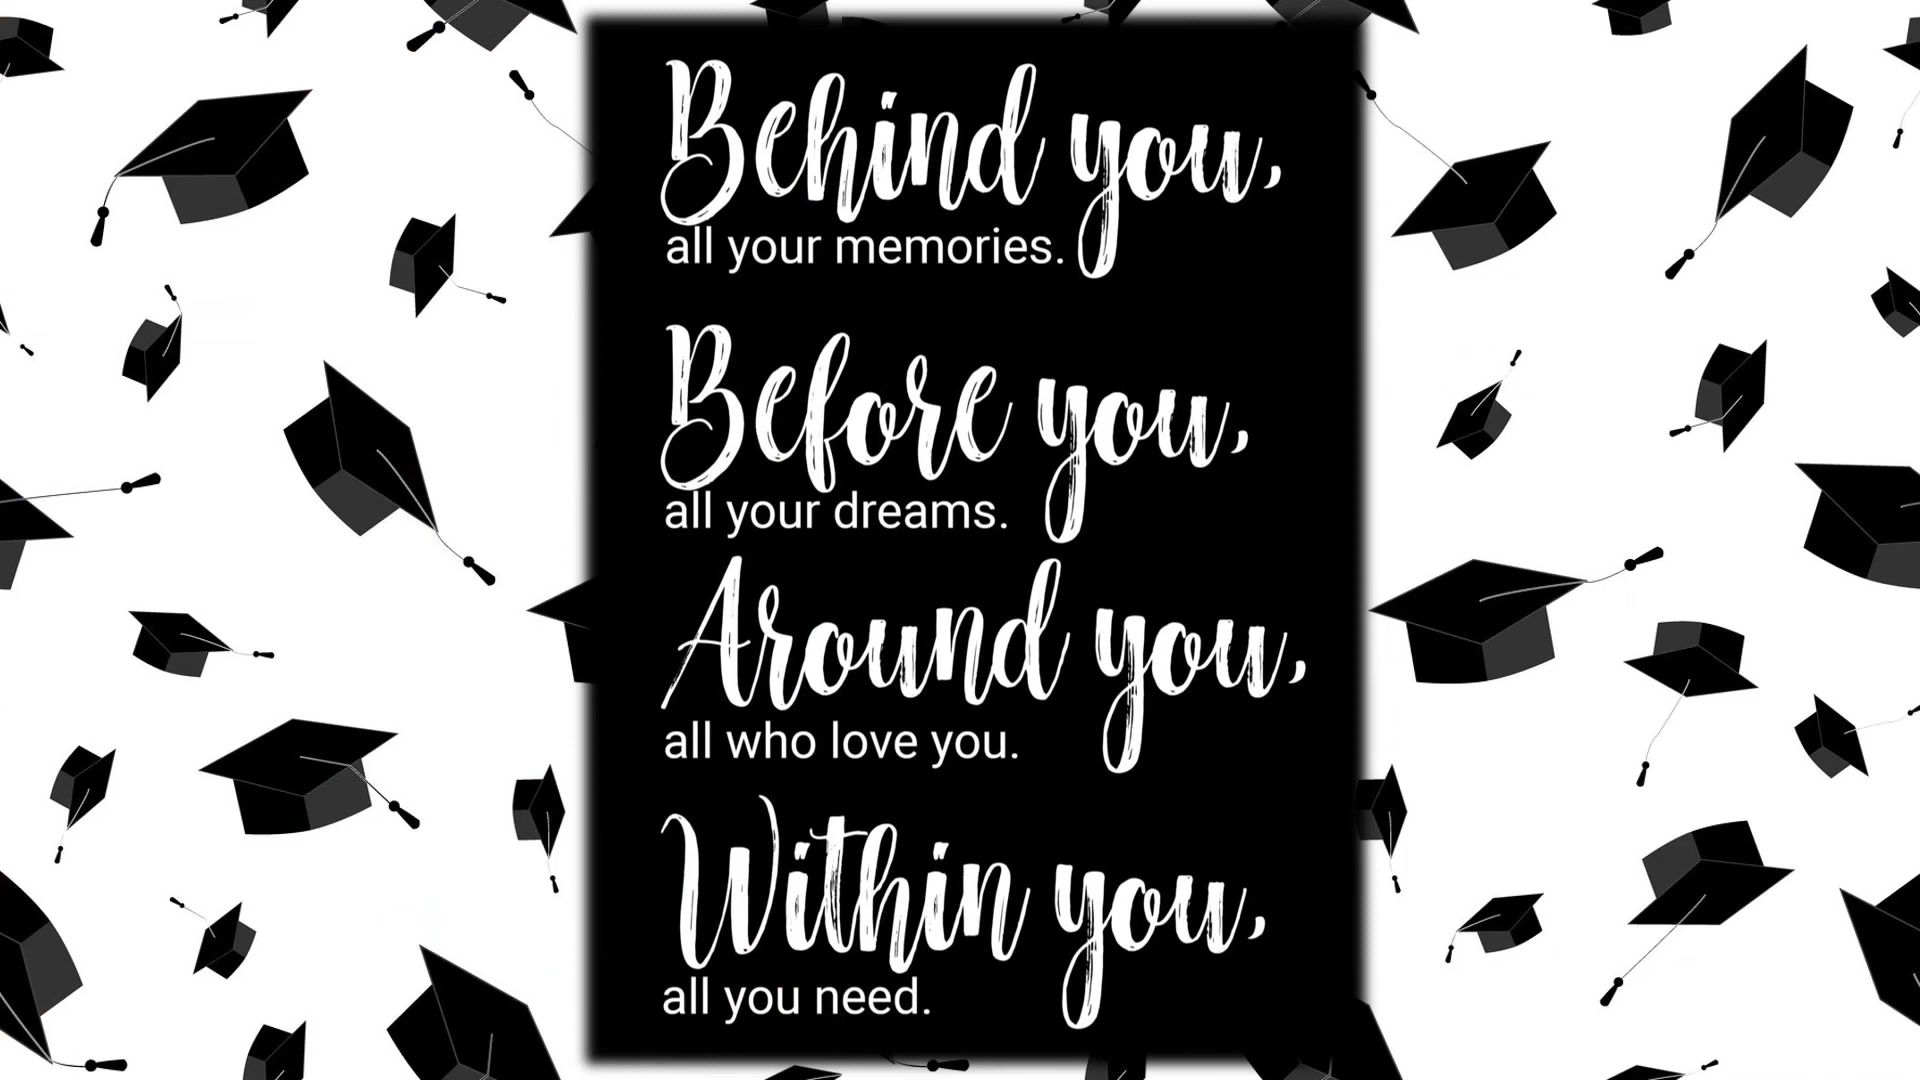 Behind you,
all your memories.
Before you,
all your dreams.
Around you,
all who love you.
Within you,
all you need.